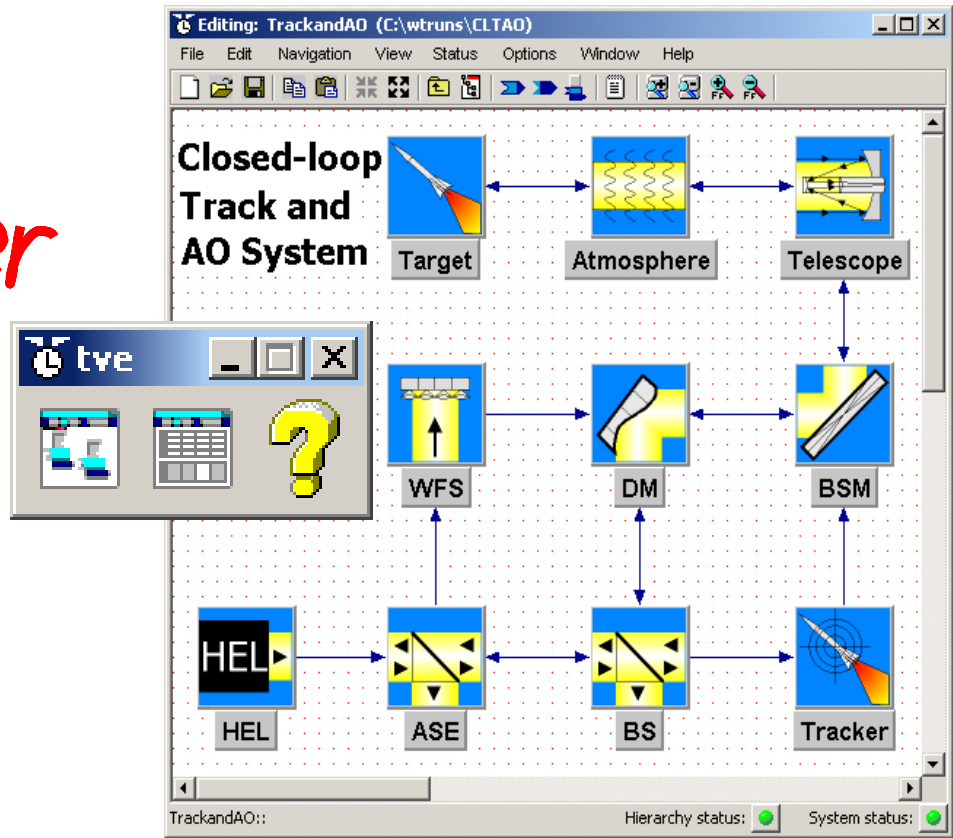 Editing: TrackandAO (C:\wtruns\CLTAO)
File Edit Navigation View Status Options Window Help
Closed-loop
Track and
AO System
Target
Atmosphere
Telescope
er
tve
WFS
DM
BSM
HEL
HEL
ASE
BS
Tracker
TrackandAO::
Hierarchy status:
System status: